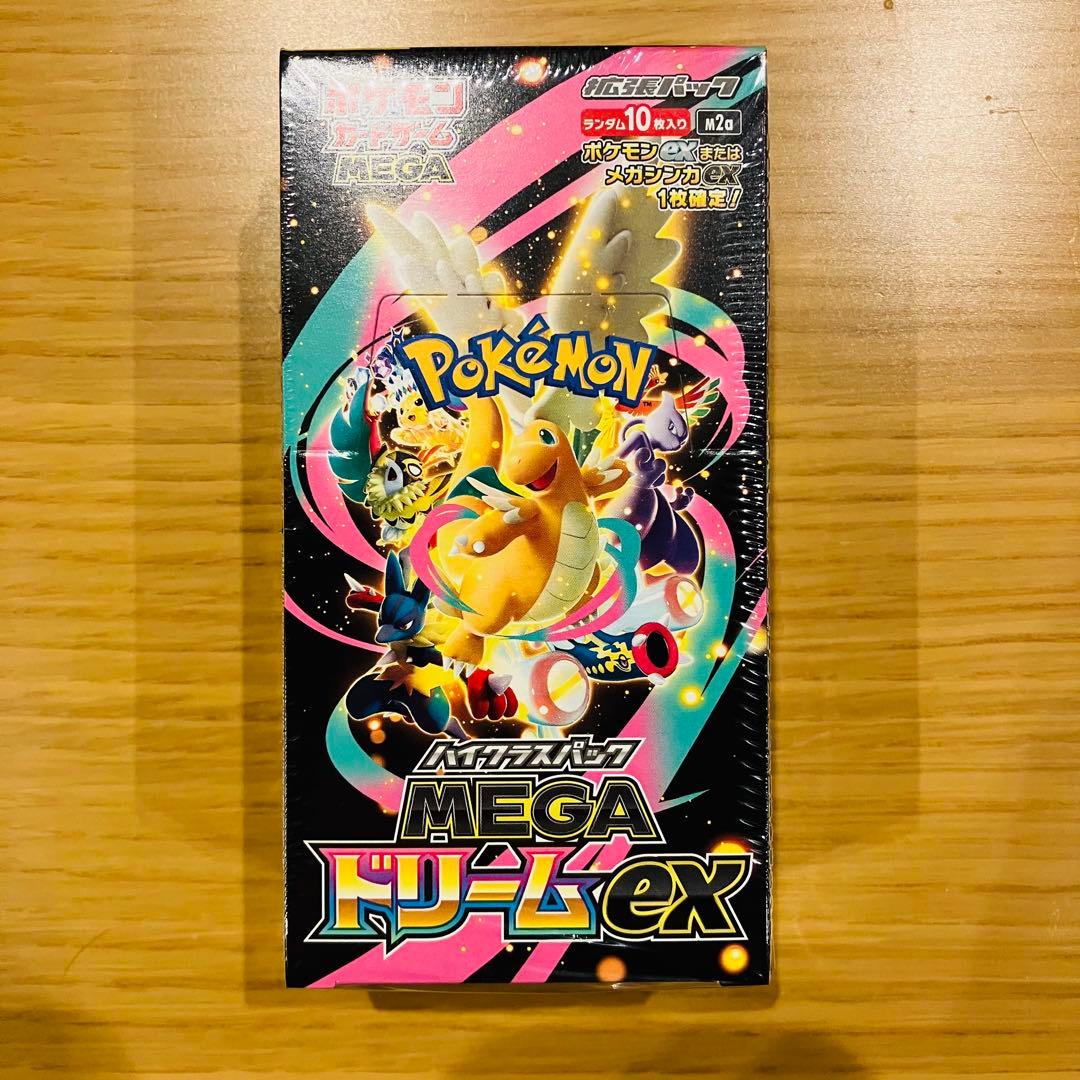 ポケモン
カードゲーム
MEGA
拡張パック
ランダム10枚入り M2a
ポケモンexまたは
メガシンカex
1枚確定!
POKéMON
TM
ハイクラスパック
MEGA
ドリームex